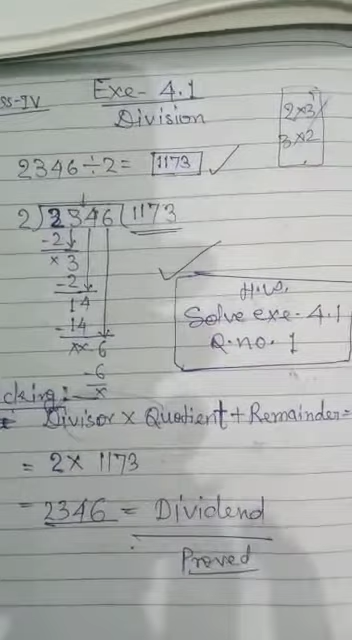 ss-IV
Exe- 4.1
Division
2×3
3×2
2346÷2= 1173
2)2346(1173
-2
×3
-2
14
-14
××6
-6
×
H.W.
Solve exe-4.1
Q.no. 1
cking:
Divisor × Quotient + Remainder=
= 2× 1173
= 2346 = Dividend
Proved